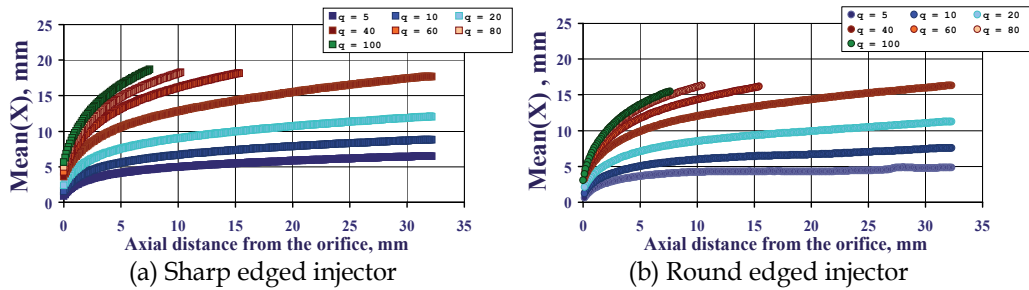 q = 5 q = 10 q = 20
q = 40 q = 60 q = 80
q = 100
Mean(X) , mm
25
20
15
10
5
0
0 5 10 15 20 25 30 35
Axial distance from the orifice, mm
(a) Sharp edged injector
q = 5 q = 10 q = 20
q = 40 q = 60 q = 80
q = 100
Mean(X) , mm
25
20
15
10
5
0
0 5 10 15 20 25 30 35
Axial distance from the orifice, mm
(b) Round edged injector